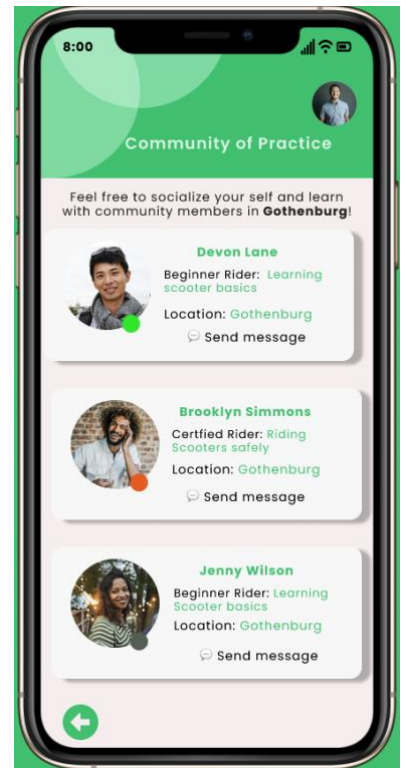 8:00
Community of Practice
Feel free to socialize your self and learn
with community members in Gothenburg!
Devon Lane
Beginner Rider: Learning
scooter basics
Location: Gothenburg
Send message
Brooklyn Simmons
Certfied Rider: Riding
Scooters safely
Location: Gothenburg
Send message
Jenny Wilson
Beginner Rider: Learning
Scooter basics
Location: Gothenburg
Send message